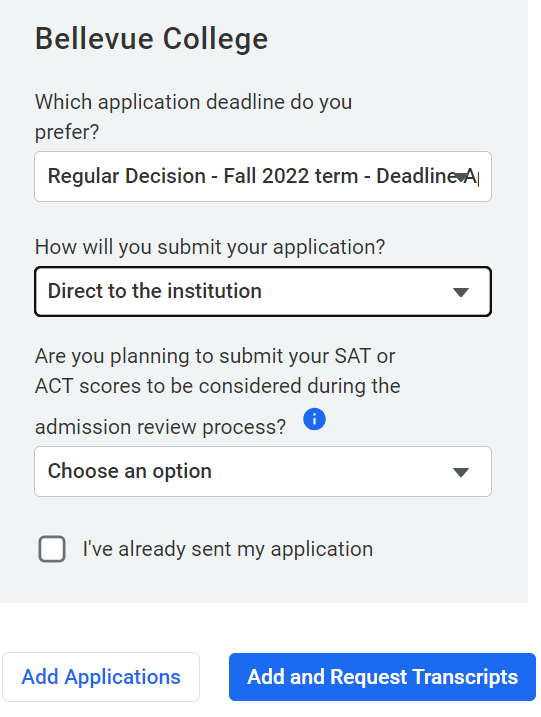 Bellevue College
Which application deadline do you
prefer?
Regular Decision - Fall 2022 term - Deadline
How will you submit your application?
Direct to the institution
Are you planning to submit your SAT or
ACT scores to be considered during the
admission review process?
Choose an option
I've already sent my application
Add Applications
Add and Request Transcripts